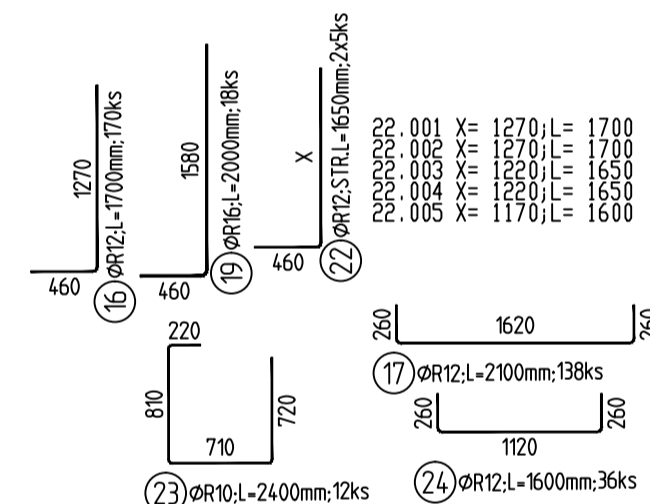 1270
460
16 ØR12;L=1700mm;170ks
1580
460
19 ØR16;L=2000mm;18ks
X
460
22 ØR12;STR.L=1650mm;2x5ks
22.001 X= 1270;L= 1700
22.002 X= 1270;L= 1700
22.003 X= 1220;L= 1650
22.004 X= 1220;L= 1650
22.005 X= 1170;L= 1600
220
810
720
710
23 ØR10;L=2400mm;12ks
260
1620
260
17 ØR12;L=2100mm;138ks
260
260
1120
24 ØR12;L=1600mm;36ks